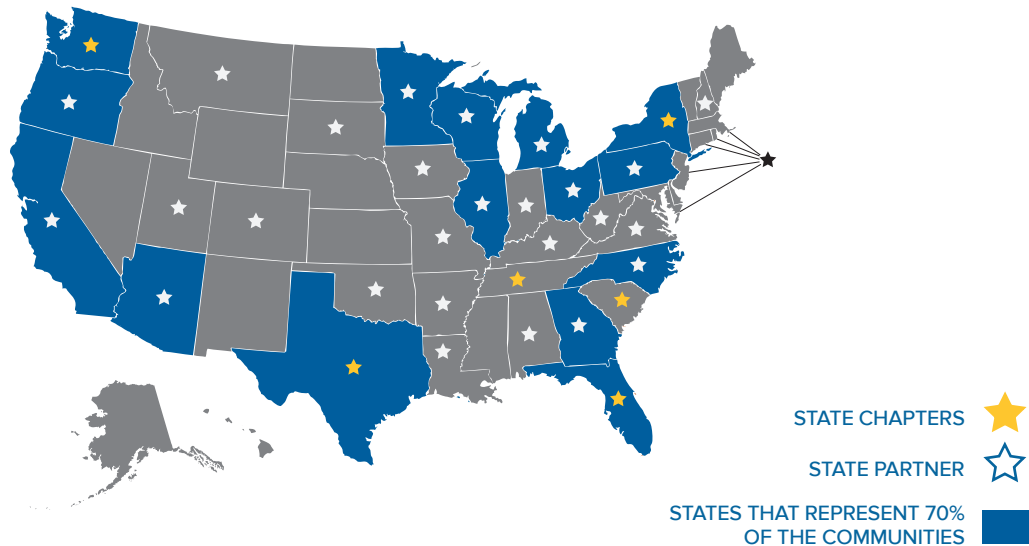 STATE CHAPTERS
STATE PARTNER
STATES THAT REPRESENT 70%
OF THE COMMUNITIES